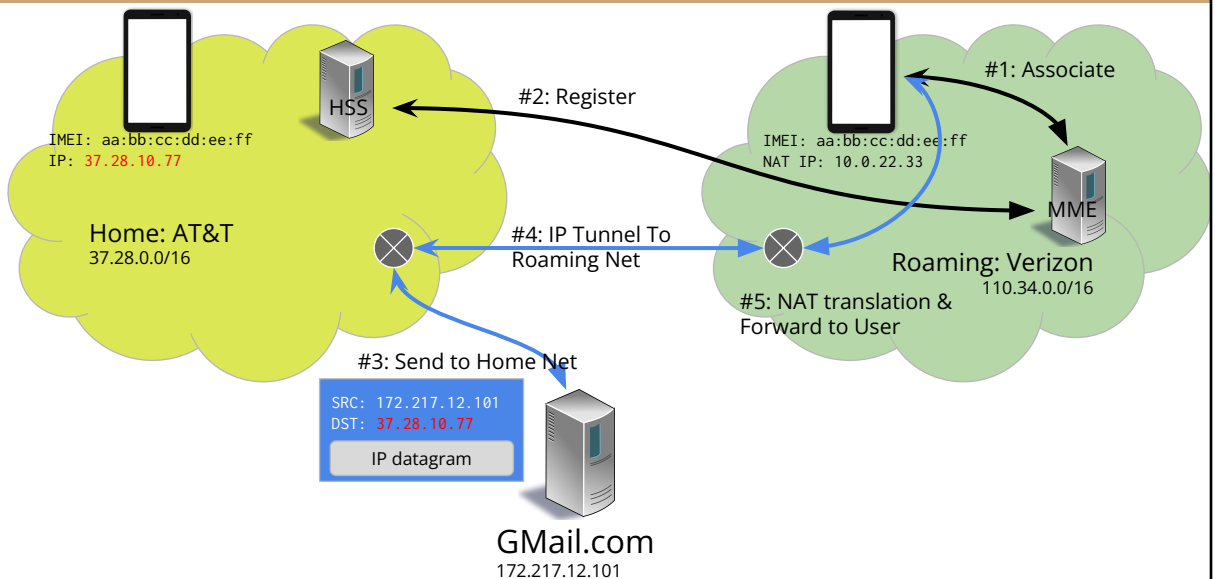 #1: Associate
#2: Register
HSS
IMEI: aa:bb:cc:dd:ee:ff
IP: 37.28.10.77
IMEI: aa:bb:cc:dd:ee:ff
NAT IP: 10.0.22.33
MME
Home: AT&T
37.28.0.0/16
#4: IP Tunnel To
Roaming Net
Roaming: Verizon
110.34.0.0/16
#5: NAT translation &
Forward to User
#3: Send to Home Net
SRC: 172.217.12.101
DST: 37.28.10.77
IP datagram
GMail.com
172.217.12.101